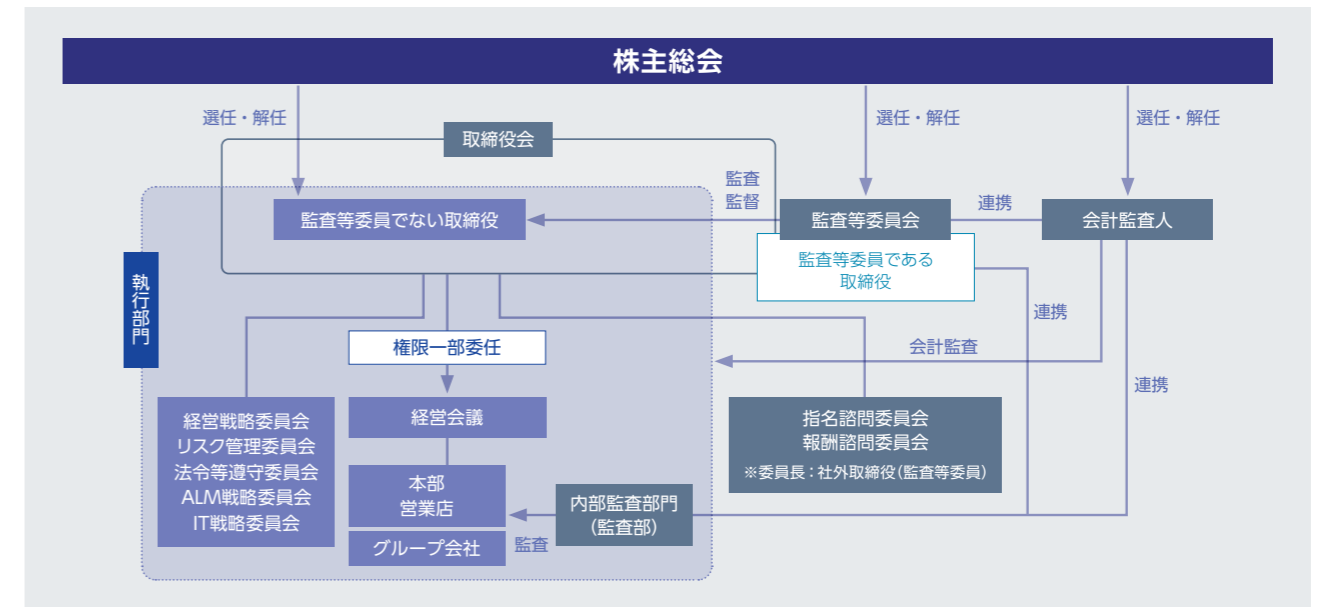 株主総会
選任・解任
選任・解任
選任・解任
取締役会
監査
監督
監査等委員でない取締役
監査等委員会
連携
会計監査人
監査等委員である
取締役
執行部門
連携
権限一部委任
会計監査
連携
経営戦略委員会
リスク管理委員会
法令等遵守委員会
ALM戦略委員会
IT戦略委員会
経営会議
本部
営業店
グループ会社
監査
内部監査部門
(監査部)
指名諮問委員会
報酬諮問委員会
※委員長:社外取締役(監査等委員)